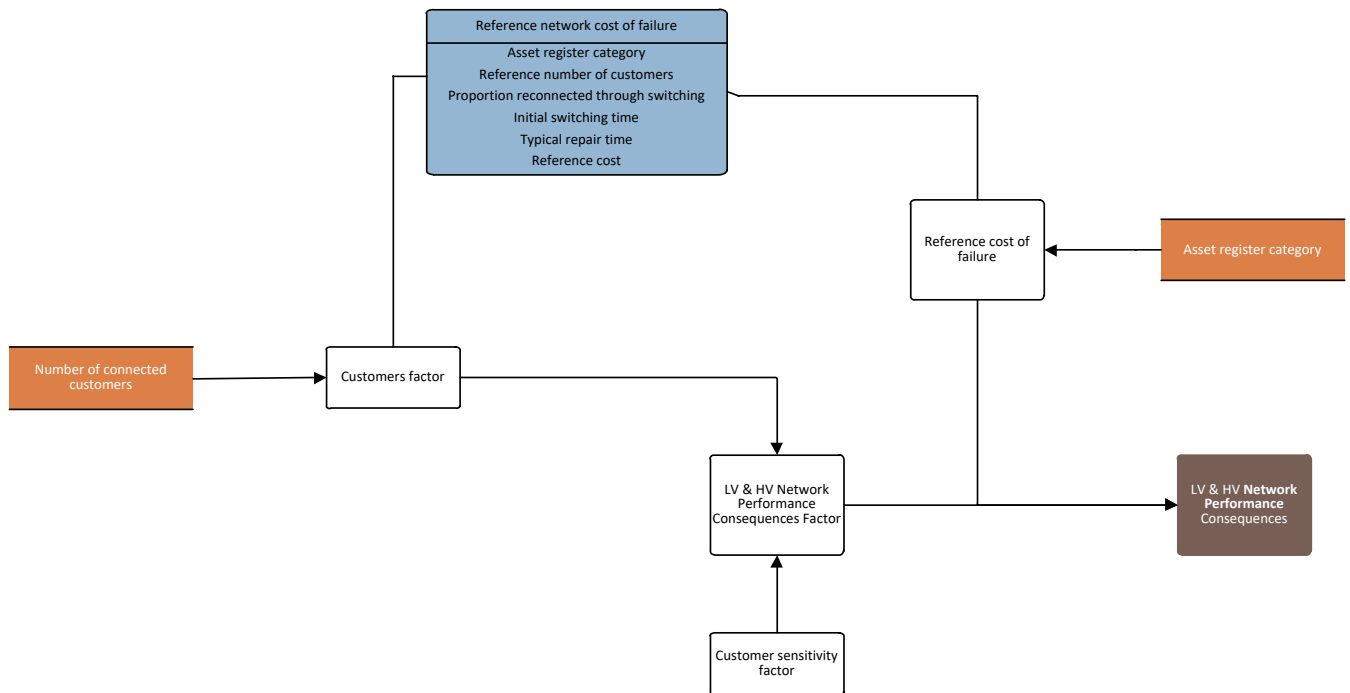 Reference network cost of failure
Asset register category
Reference number of customers
Proportion reconnected through switching
Initial switching time
Typical repair time
Reference cost
Reference cost of
failure
Asset register category
Number of connected
customers
Customers factor
LV & HV Network
Performance
Consequences Factor
LV & HV Network
Performance
Consequences
Customer sensitivity
factor